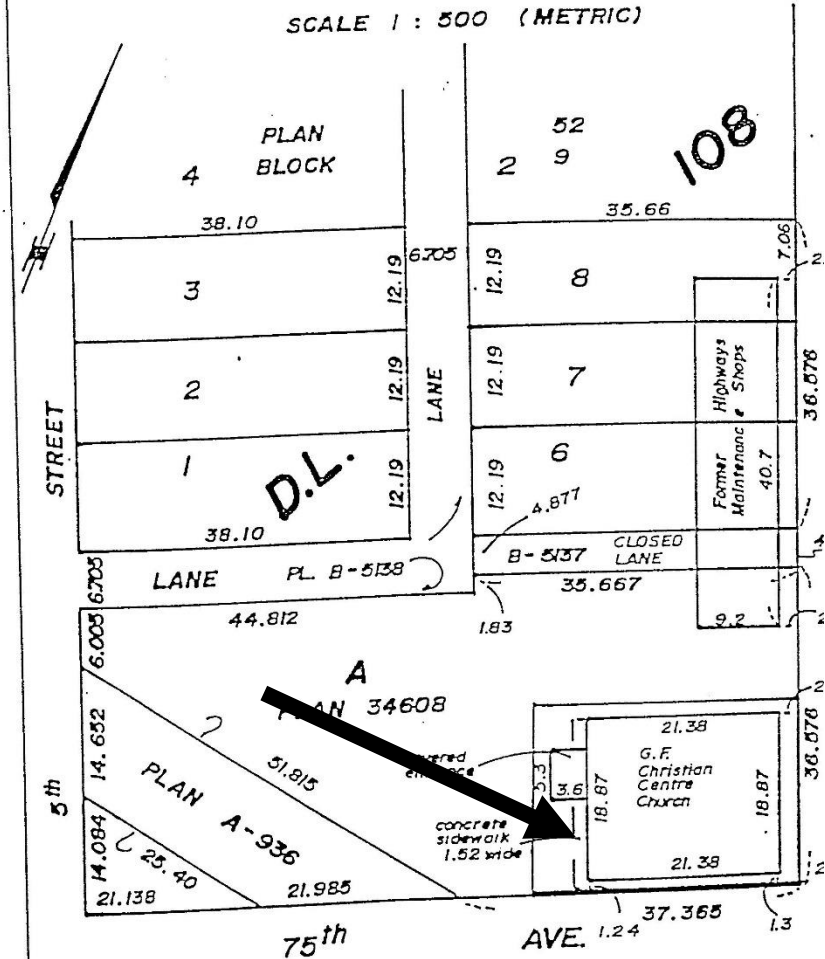 SCALE 1 : 500 (METRIC)
PLAN
BLOCK
52
2 9
108
4
38.10
35.66
7.06
3
12.19
6.705
12.19
8
2
12.19
LANE
12.19
7
36.576
STREET
1
D.L.
12.19
12.19
6
Former Highways
Maintenance Shops
40.7
38.10
4.877
B-5137
CLOSED
LANE
6.705
LANE
PL. B-5138
35.667
44.812
1.83
9.2
6.005
A
PLAN 34608
14.652
PLAN A-936
51.815
3.6
21.38
18.87
G.F.
Christian
Centre
Church
18.87
36.576
concrete
sidewalk
1.52 wide
5th
14.084
25.40
21.38
21.138
21.985
37.365
1.24
1.3
75th AVE.